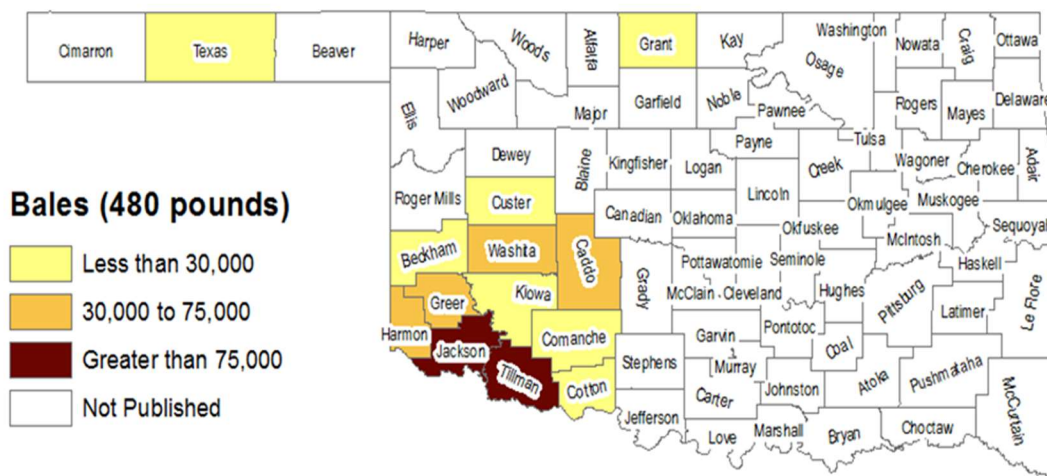 Cimarron
Texas
Beaver
Harper
Woods
Alfalfa
Grant
Kay
Washington
Osage
Nowata
Craig
Ottawa
Ellis
Woodward
Major
Garfield
Noble
Pawnee
Rogers
Mayes
Delaware
Dewey
Blaine
Kingfisher
Logan
Payne
Creek
Tulsa
Wagoner
Cherokee
Adair
Roger Mills
Custer
Canadian
Oklahoma
Lincoln
Okmulgee
Muskogee
Sequoyah
Beckham
Washita
Caddo
Grady
Pottawatomie
Seminole
Okfuskee
McIntosh
Haskell
Le Flore
Greer
Kiowa
McClain
Cleveland
Hughes
Pittsburg
Latimer
Harmon
Jackson
Comanche
Garvin
Pontotoc
Coal
Tillman
Cotton
Stephens
Murray
Johnston
Atoka
Pushmataha
McCurtain
Jefferson
Carter
Love
Marshall
Bryan
Choctaw
Bales (480 pounds)
Less than 30,000
30,000 to 75,000
Greater than 75,000
Not Published